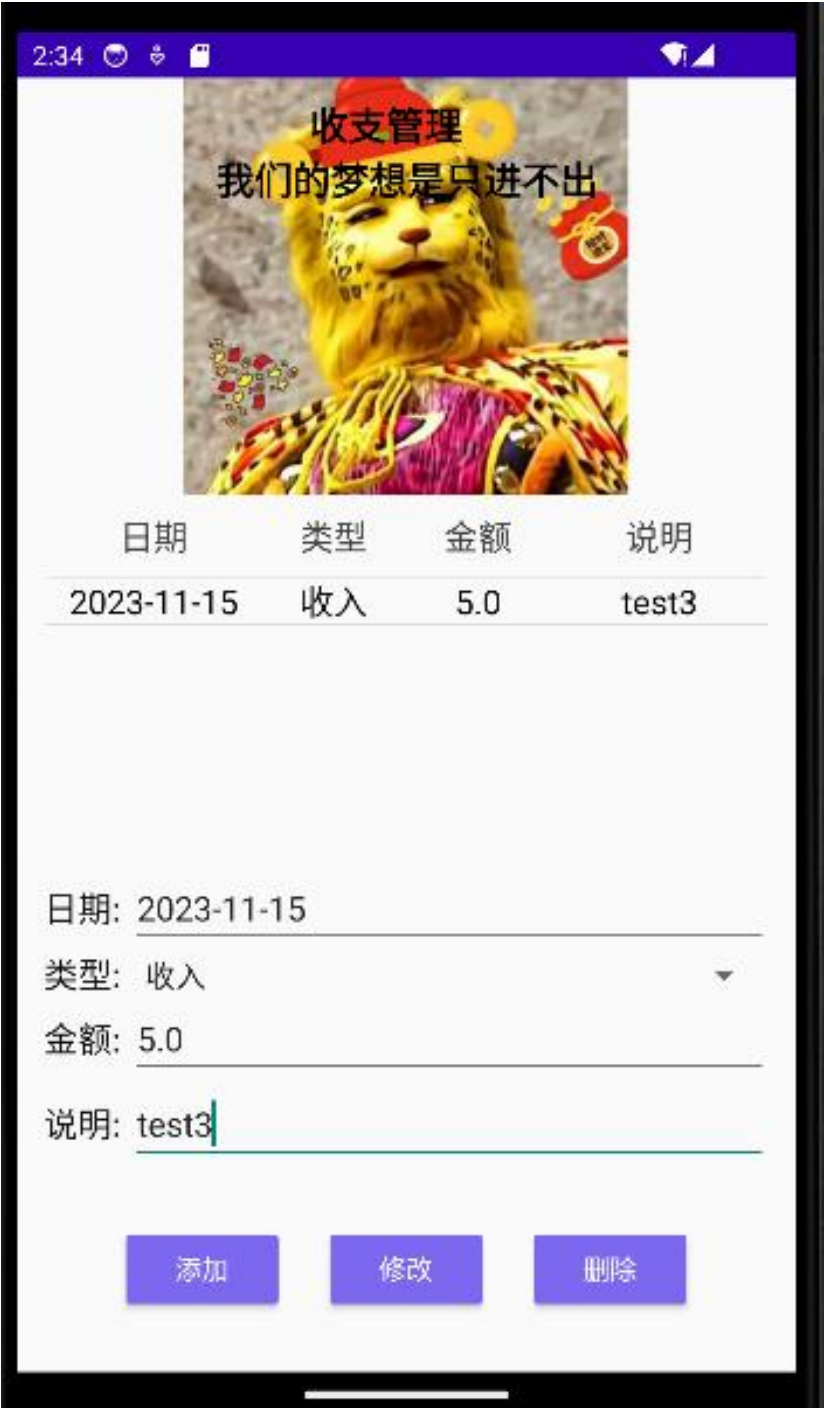 2:34
收支管理
我们的梦想是只进不出
日期 类型 金额 说明
2023-11-15 收入 5.0 test3
日期: 2023-11-15
类型: 收入
金额: 5.0
说明: test3
添加 修改 删除